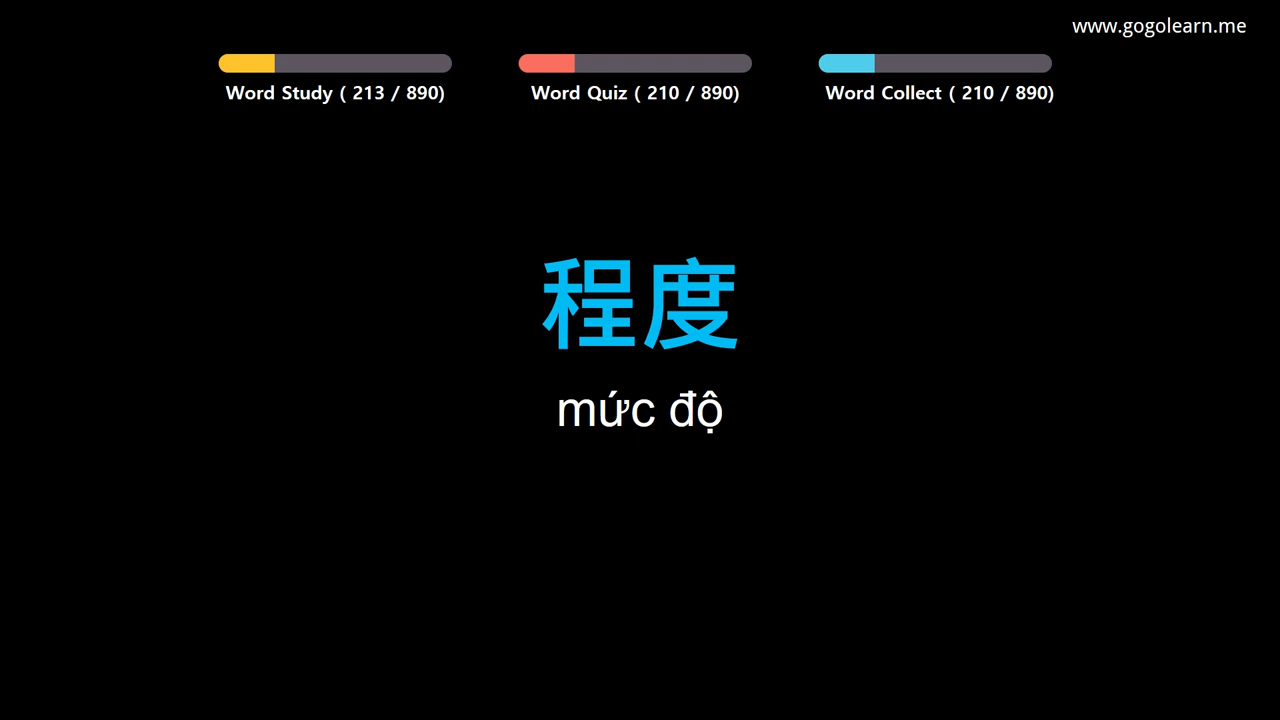 www.gogolearn.me
Word Study ( 213 / 890)
Word Quiz ( 210 / 890)
Word Collect ( 210 / 890)
程度
mức độ